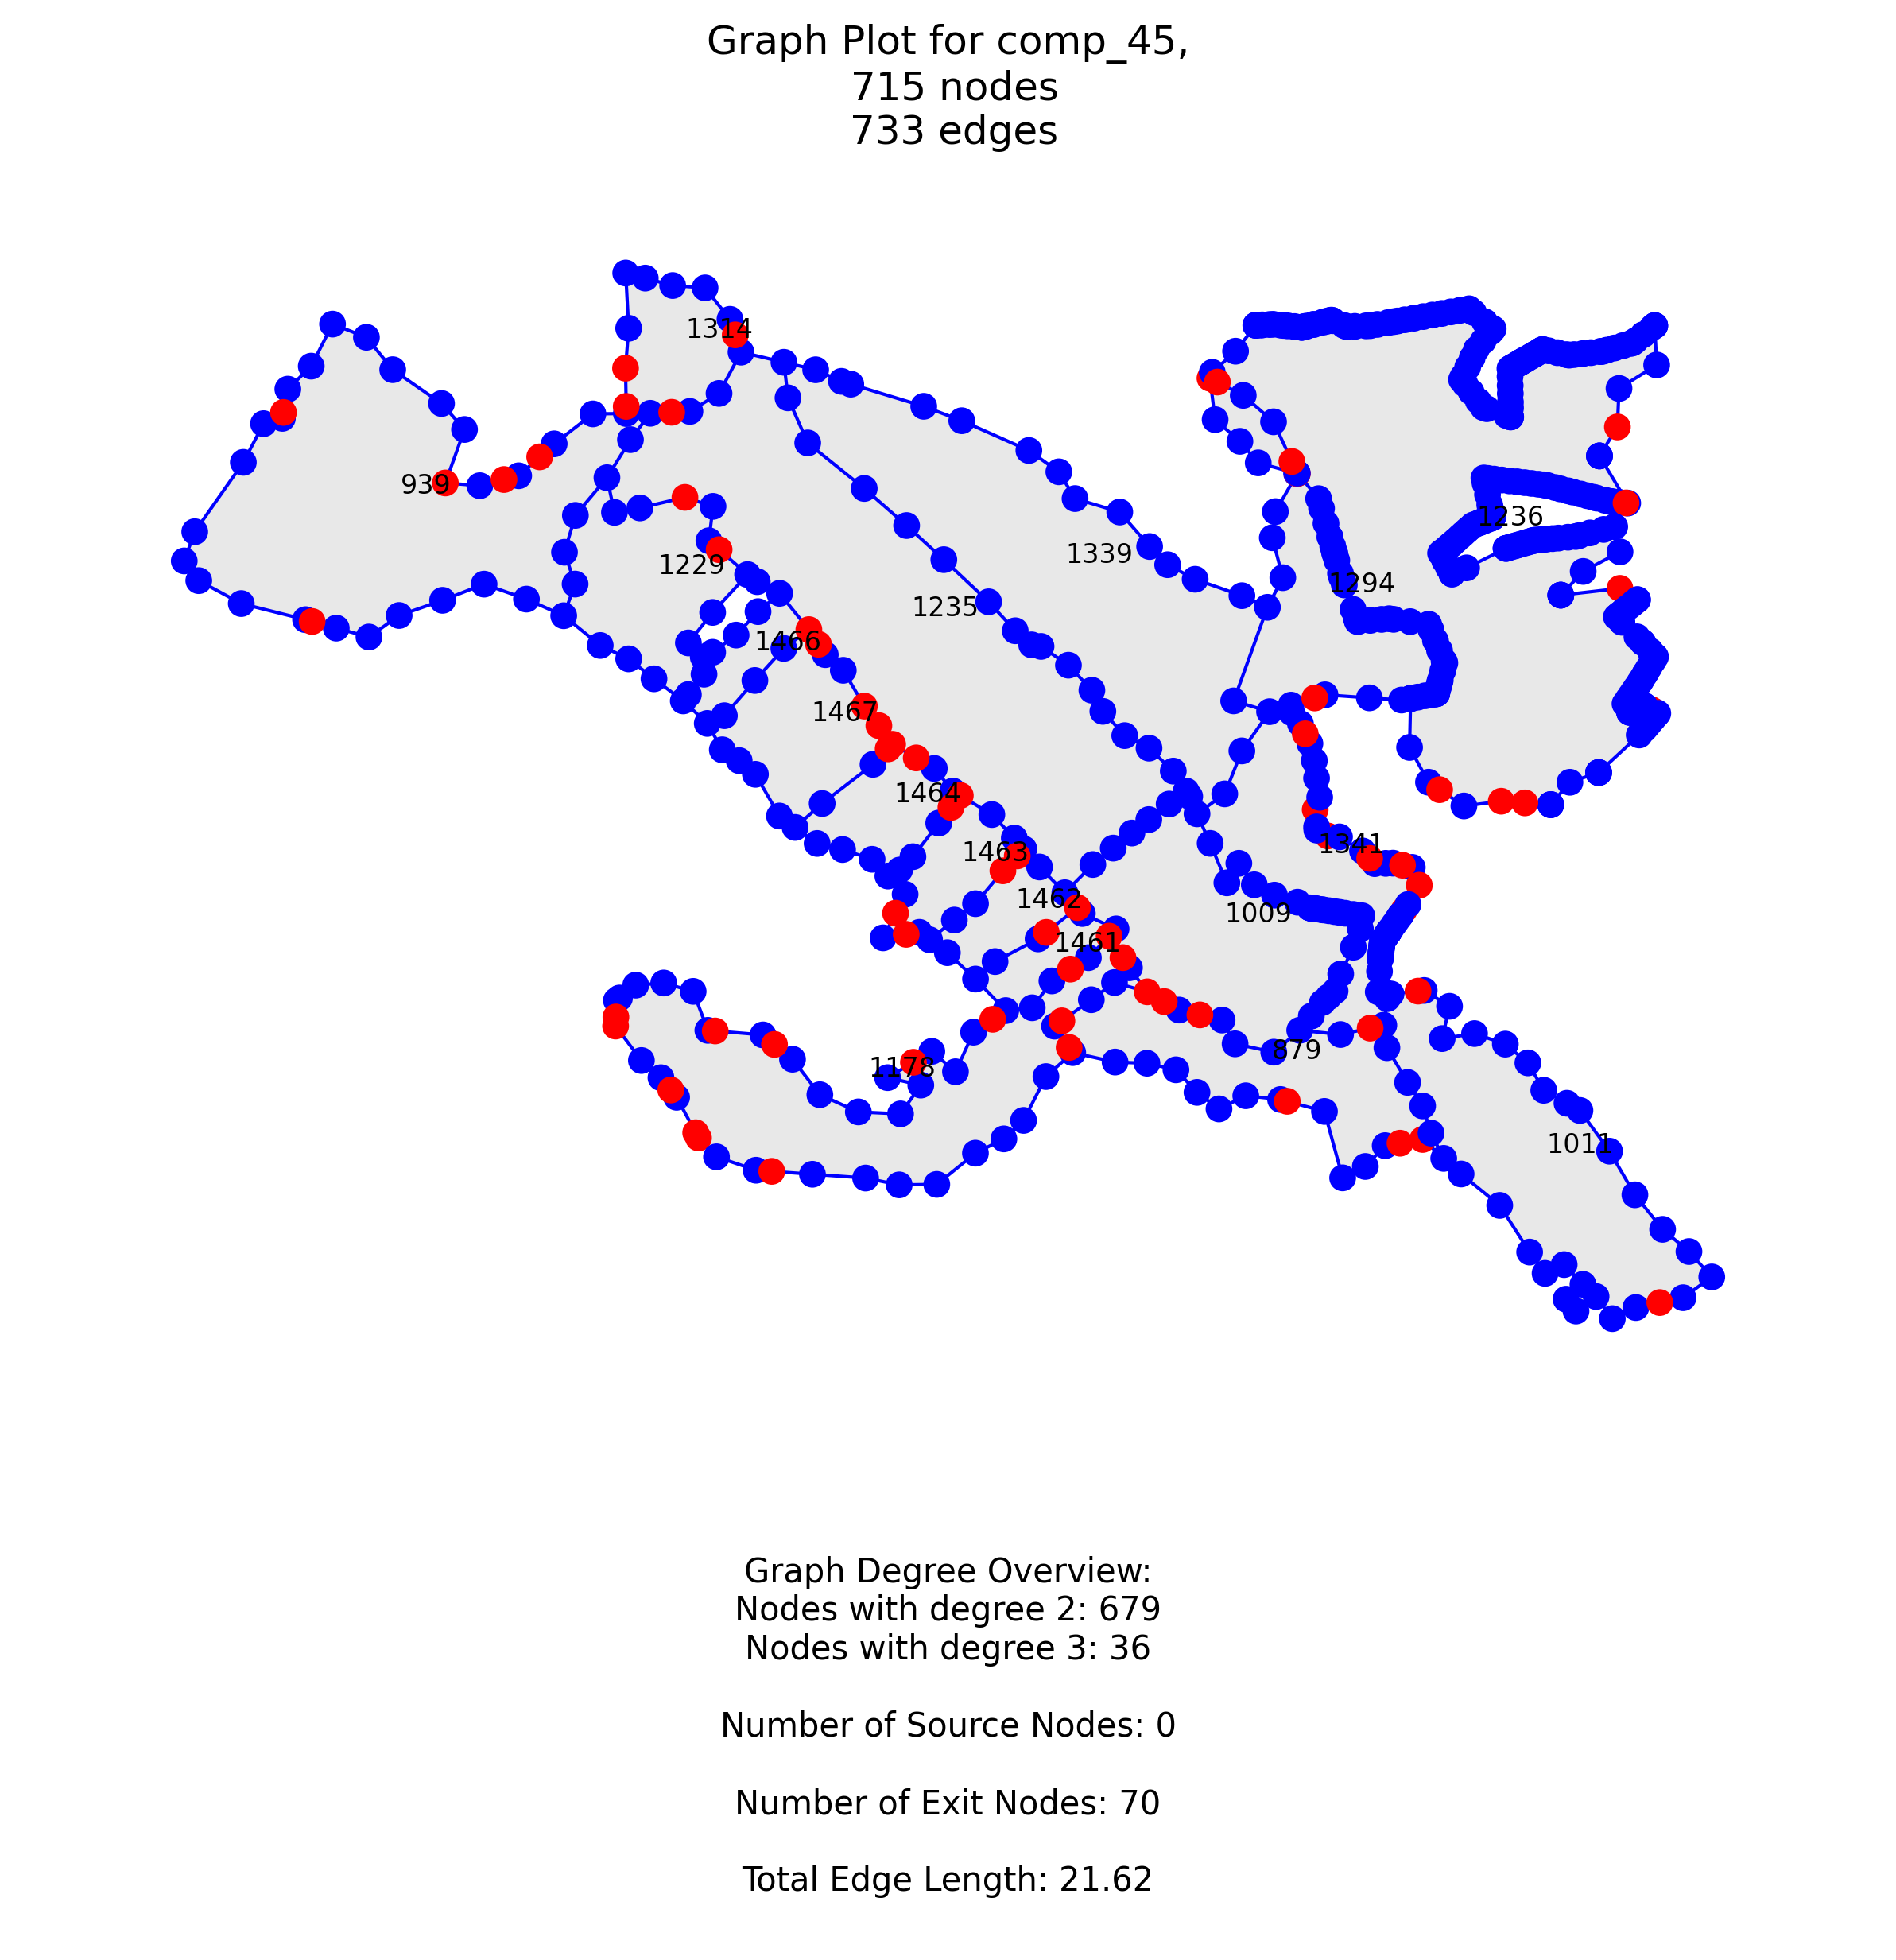 Graph Plot for comp_45,
715 nodes
733 edges
1314
939
1236
1339
1229
1294
1235
1466
1467
1464
1341
1463
1462
1009
1461
879
1178
1011
Graph Degree Overview:
Nodes with degree 2: 679
Nodes with degree 3: 36
Number of Source Nodes: 0
Number of Exit Nodes: 70
Total Edge Length: 21.62